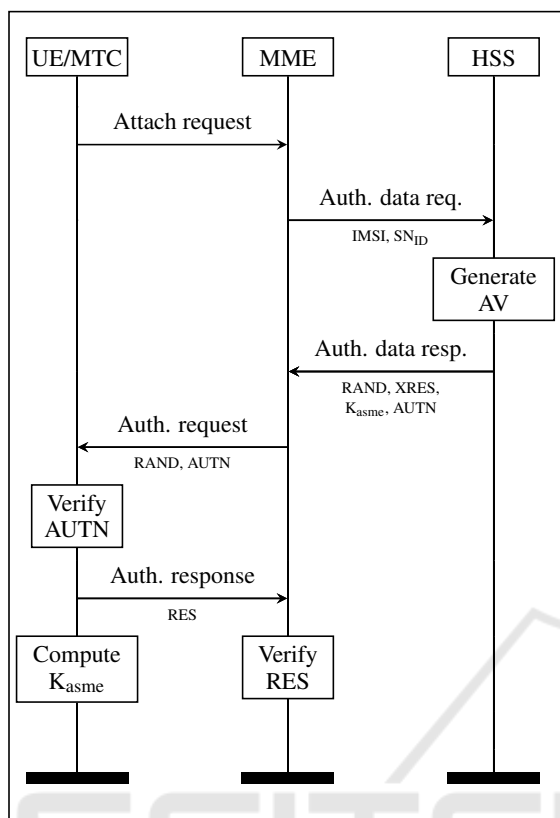 UE/MTC MME HSS
Attach request
Auth. data req.
IMSI, SN_ID
Generate
AV
Auth. data resp.
RAND, XRES,
K_asme, AUTN
Auth. request
RAND, AUTN
Verify
AUTN
Auth. response
RES
Compute
K_asme
Verify
RES